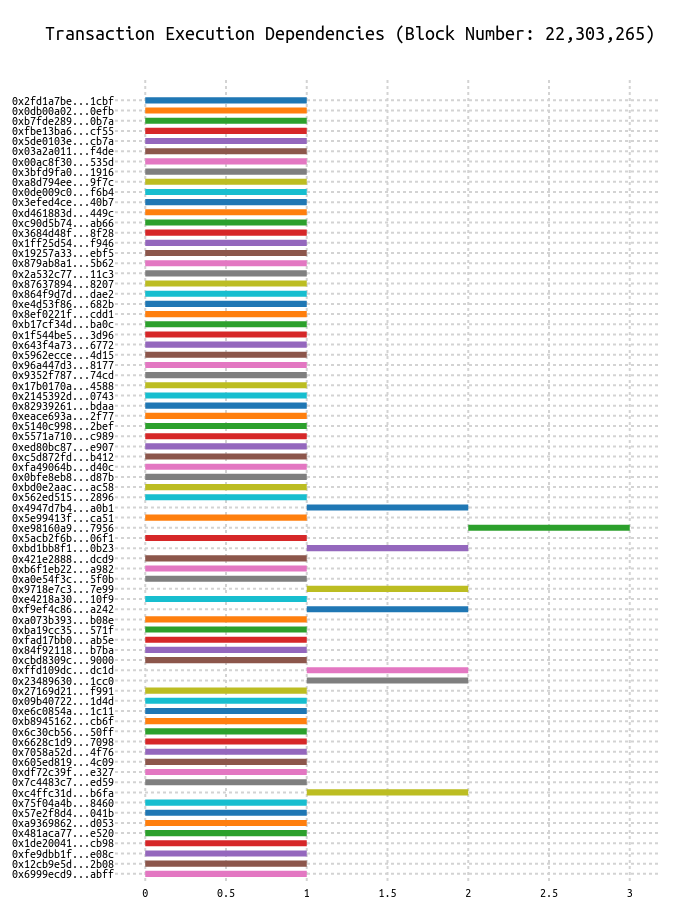 Transaction Execution Dependencies (Block Number: 22,303,265)
0x2fd1a7be...1cbf
0x0db00a02...0efb
0xb7fde289...0b7a
0xfbe13ba6...cf55
0x5de0103e...cb7a
0x03a2a011...f4de
0x00ac8f30...535d
0x3bfd9fa0...1916
0xa8d794ee...9f7c
0x0de009c0...f6b4
0x3efed4ce...40b7
0xd461883d...449c
0xc90d5b74...ab66
0x3684d48f...8f28
0x1ff25d54...f946
0x19257a33...ebf5
0x879ab8a1...5b62
0x2a532c77...11c3
0x87637894...8207
0x864f9d7d...dae2
0xe4d53f86...682b
0x8ef0221f...cdd1
0xb17cf34d...ba0c
0x1f544be5...3d96
0x643f4a73...6772
0x5962ecce...4d15
0x96a447d3...8177
0x9352f787...74cd
0x17b0170a...4588
0x2145392d...0743
0x82939261...bdaa
0xeace693a...2f77
0x5140c998...2bef
0x5571a710...c989
0xed80bc87...e907
0xc5d872fd...b412
0xfa49064b...d40c
0x0bfe8eb8...d87b
0xbd0e2aac...ac58
0x562ed515...2896
0x4947d7b4...a0b1
0x5e99413f...ca51
0xe98160a9...7956
0x5acb2f6b...06f1
0xbd1bb8f1...0b23
0x421e2888...dcd9
0xb6f1eb22...a982
0xa0e54f3c...5f0b
0x9718e7c3...7e99
0xe4218a30...10f9
0xf9ef4c86...a242
0xa073b393...b08e
0xba19cc35...571f
0xfad17bb0...ab5e
0x84f92118...b7ba
0xcbd8309c...9000
0xffd109dc...dc1d
0x23489630...1cc0
0x27169d21...f991
0x09b40722...1d4d
0xe6c0854a...1c11
0xb8945162...cb6f
0x6c30cb56...50ff
0x6628c1d9...7098
0x7058a52d...4f76
0x605ed819...4c09
0xdf72c39f...e327
0x7c4483c7...ed59
0xc4ffc31d...b6fa
0x75f04a4b...8460
0x57e2f8d4...041b
0xa9369862...d053
0x481aca77...e520
0x1de20041...cb98
0xfe9dbb1f...e08c
0x12cb9e5d...2b08
0x6999ecd9...abff
0 0.5 1 1.5 2 2.5 3